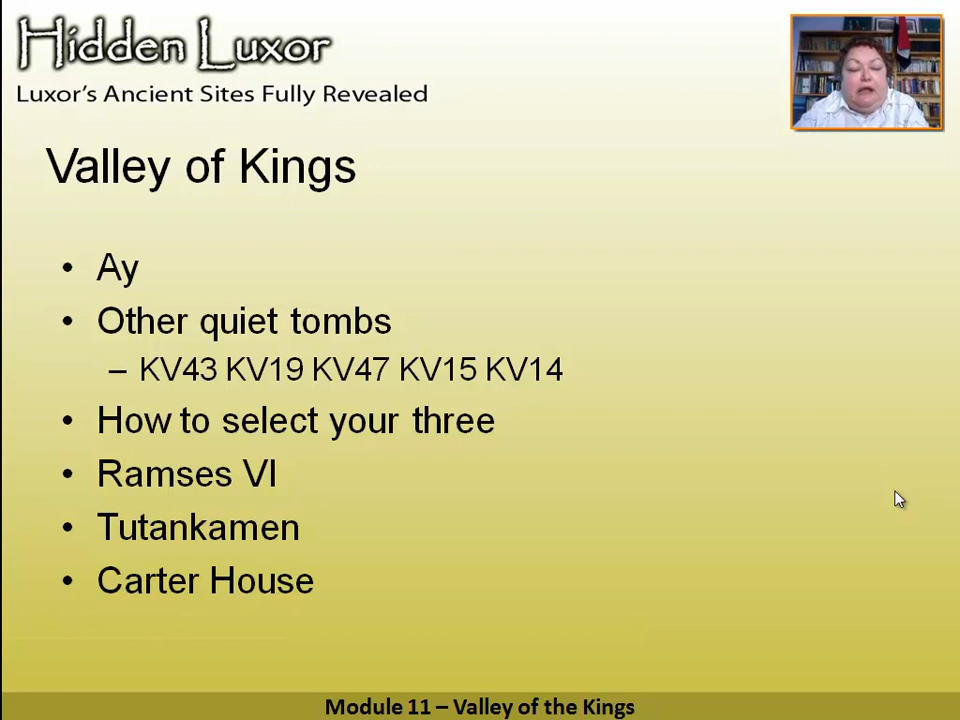 Hidden Luxor
Luxor's Ancient Sites Fully Revealed
Valley of Kings
• Ay
• Other quiet tombs
– KV43 KV19 KV47 KV15 KV14
• How to select your three
• Ramses VI
• Tutankamen
• Carter House
Module 11 – Valley of the Kings